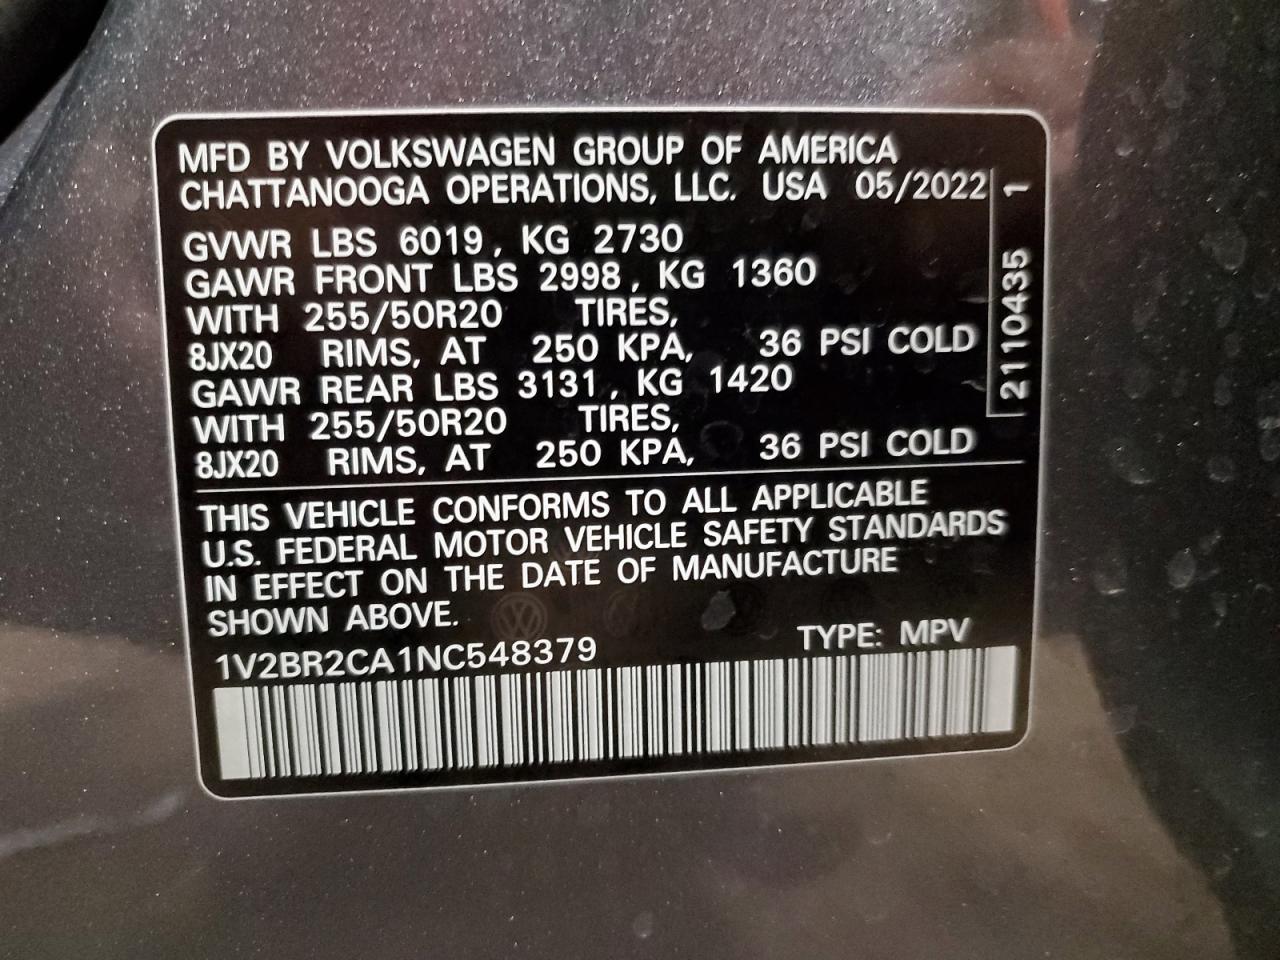 MFD BY VOLKSWAGEN GROUP OF AMERICA
CHATTANOOGA OPERATIONS, LLC. USA 05/2022
GVWR LBS 6019, KG 2730
GAWR FRONT LBS 2998, KG 1360
WITH 255/50R20 TIRES,
8JX20 RIMS, AT 250 KPA, 36 PSI COLD
GAWR REAR LBS 3131, KG 1420
WITH 255/50R20 TIRES,
8JX20 RIMS, AT 250 KPA, 36 PSI COLD
2110435 1
THIS VEHICLE CONFORMS TO ALL APPLICABLE
U.S. FEDERAL MOTOR VEHICLE SAFETY STANDARDS
IN EFFECT ON THE DATE OF MANUFACTURE
SHOWN ABOVE.
1V2BR2CA1NC548379 TYPE: MPV